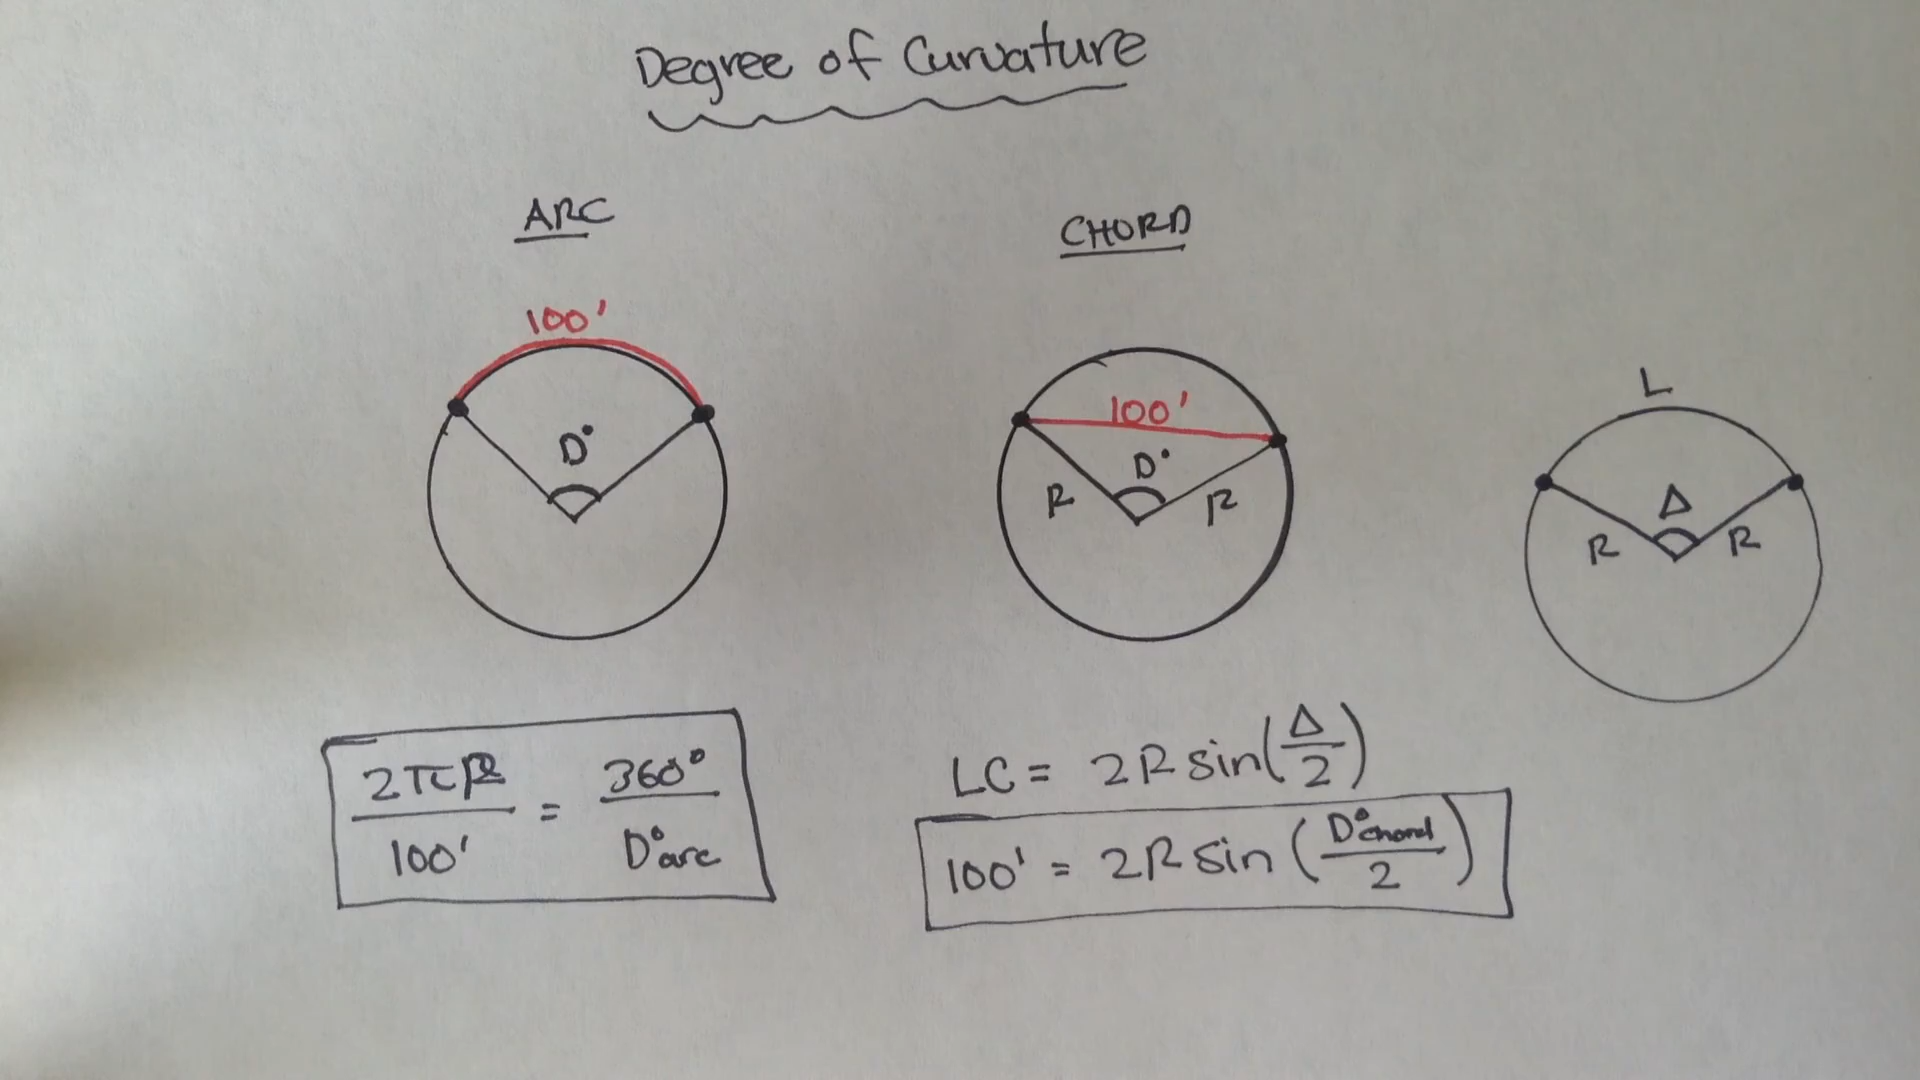 Degree of Curvature
ARC
100'
D°
2πR/100' = 360°/D°arc
CHORD
100'
D°
R
R
LC = 2R sin(Δ/2)
100' = 2R sin(D°chord/2)
L
Δ
R
R